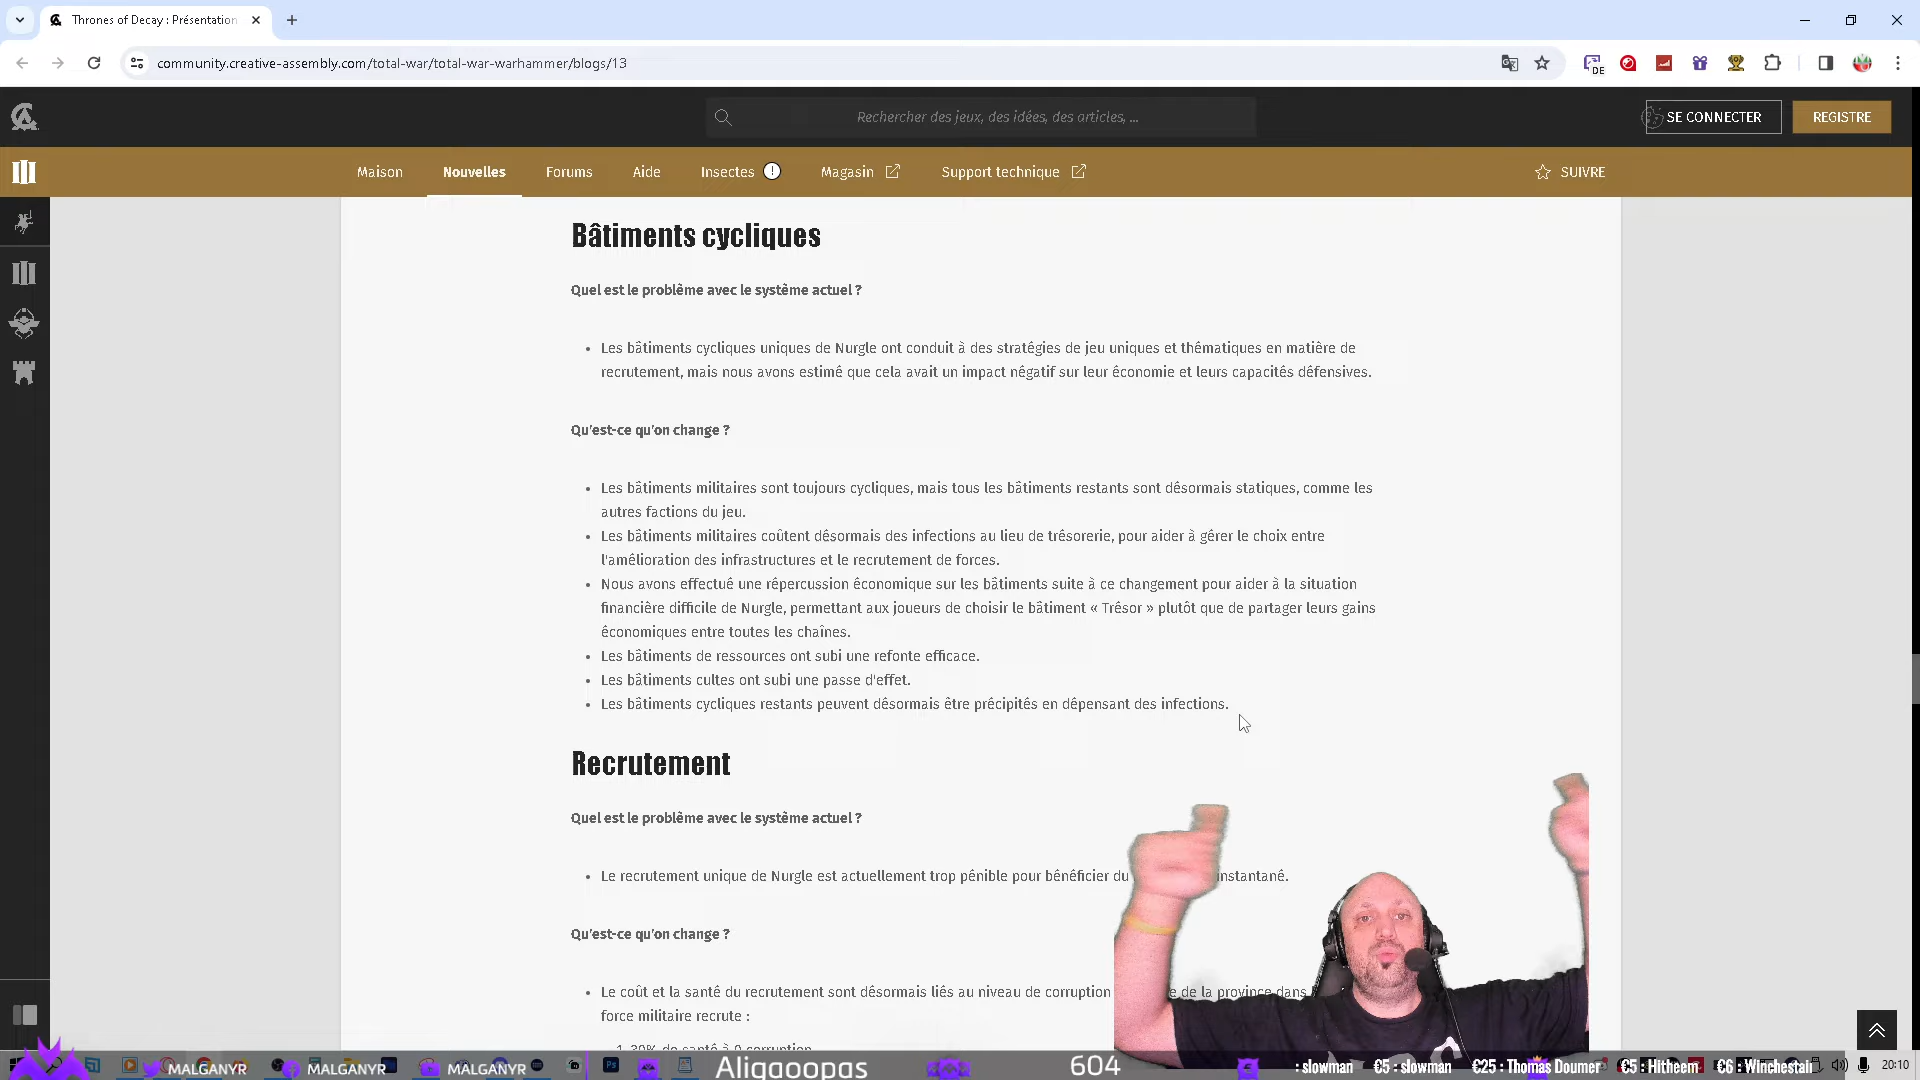 Thrones of Decay : Présentation
community.creative-assembly.com/total-war/total-war-warhammer/blogs/13
DE
Rechercher des jeux, des idées, des articles, ...
SE CONNECTER
REGISTRE
Maison
Nouvelles
Forums
Aide
Insectes
Magasin
Support technique
SUIVRE
Bâtiments cycliques
Quel est le problème avec le système actuel ?
• Les bâtiments cycliques uniques de Nurgle ont conduit à des stratégies de jeu uniques et thématiques en matière de
recrutement, mais nous avons estimé que cela avait un impact négatif sur leur économie et leurs capacités défensives.
Qu'est-ce qu'on change ?
• Les bâtiments militaires sont toujours cycliques, mais tous les bâtiments restants sont désormais statiques, comme les
autres factions du jeu.
• Les bâtiments militaires coûtent désormais des infections au lieu de trésorerie, pour aider à gérer le choix entre
l'amélioration des infrastructures et le recrutement de forces.
• Nous avons effectué une répercussion économique sur les bâtiments suite à ce changement pour aider à la situation
financière difficile de Nurgle, permettant aux joueurs de choisir le bâtiment « Trésor » plutôt que de partager leurs gains
économiques entre toutes les chaînes.
• Les bâtiments de ressources ont subi une refonte efficace.
• Les bâtiments cultes ont subi une passe d'effet.
• Les bâtiments cycliques restants peuvent désormais être précipités en dépensant des infections.
Recrutement
Quel est le problème avec le système actuel ?
• Le recrutement unique de Nurgle est actuellement trop pénible pour bénéficier du instantané.
Qu'est-ce qu'on change ?
• Le coût et la santé du recrutement sont désormais liés au niveau de corruption de la province dans
force militaire recrute :
1. 30% de santé à 0 corruption
MALGANYR
MALGANYR
MALGANYR
Aligaoopas
604
: slowman
€5 : slowman
€25 : Thomas Doumer
€5 : Hitheem
€6 : Winchestah
20:10